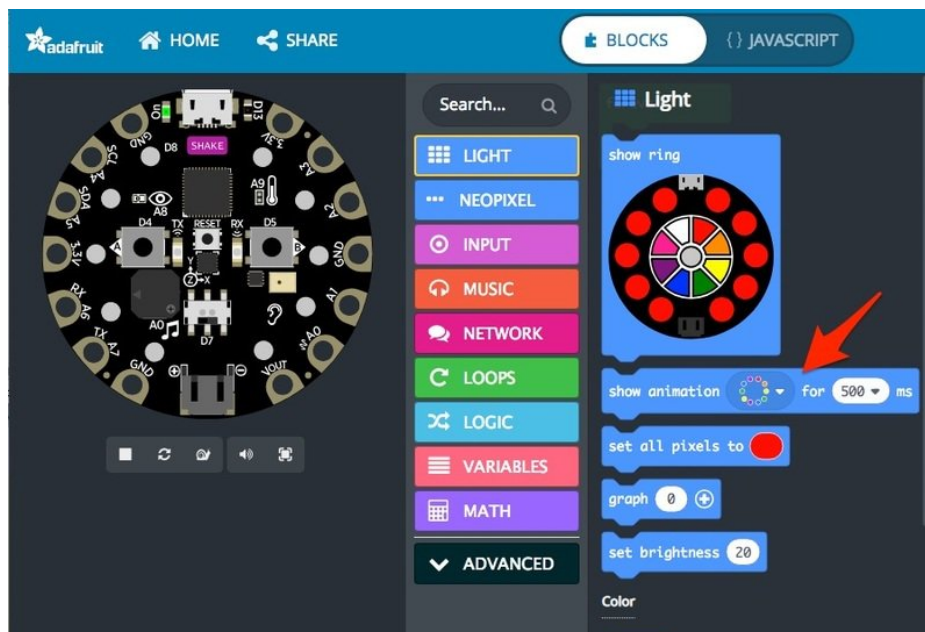 adafruit HOME SHARE BLOCKS {} JAVASCRIPT
On
D13
GND
D8
SHAKE
3.3V
SCL
A4
A3
SDA
A5
A8
A9
A2
D4
TX
RESET
RX
D5
A
B
3.3V
GND
Y
Z
X
RX
A6
A1
A0
D7
TX
A7
A0
GND
VOUT
Search...
LIGHT
NEOPIXEL
INPUT
MUSIC
NETWORK
LOOPS
LOGIC
VARIABLES
MATH
ADVANCED
Light
show ring
show animation for 500 ms
set all pixels to
graph 0
set brightness 20
Color